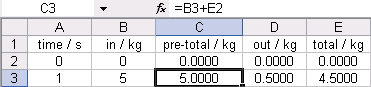 C3 fx =B3+E2
A B C D E
1 time / s in / kg pre-total / kg out / kg total / kg
2 0 0 0.0000 0.0000 0.0000
3 1 5 5.0000 0.5000 4.5000